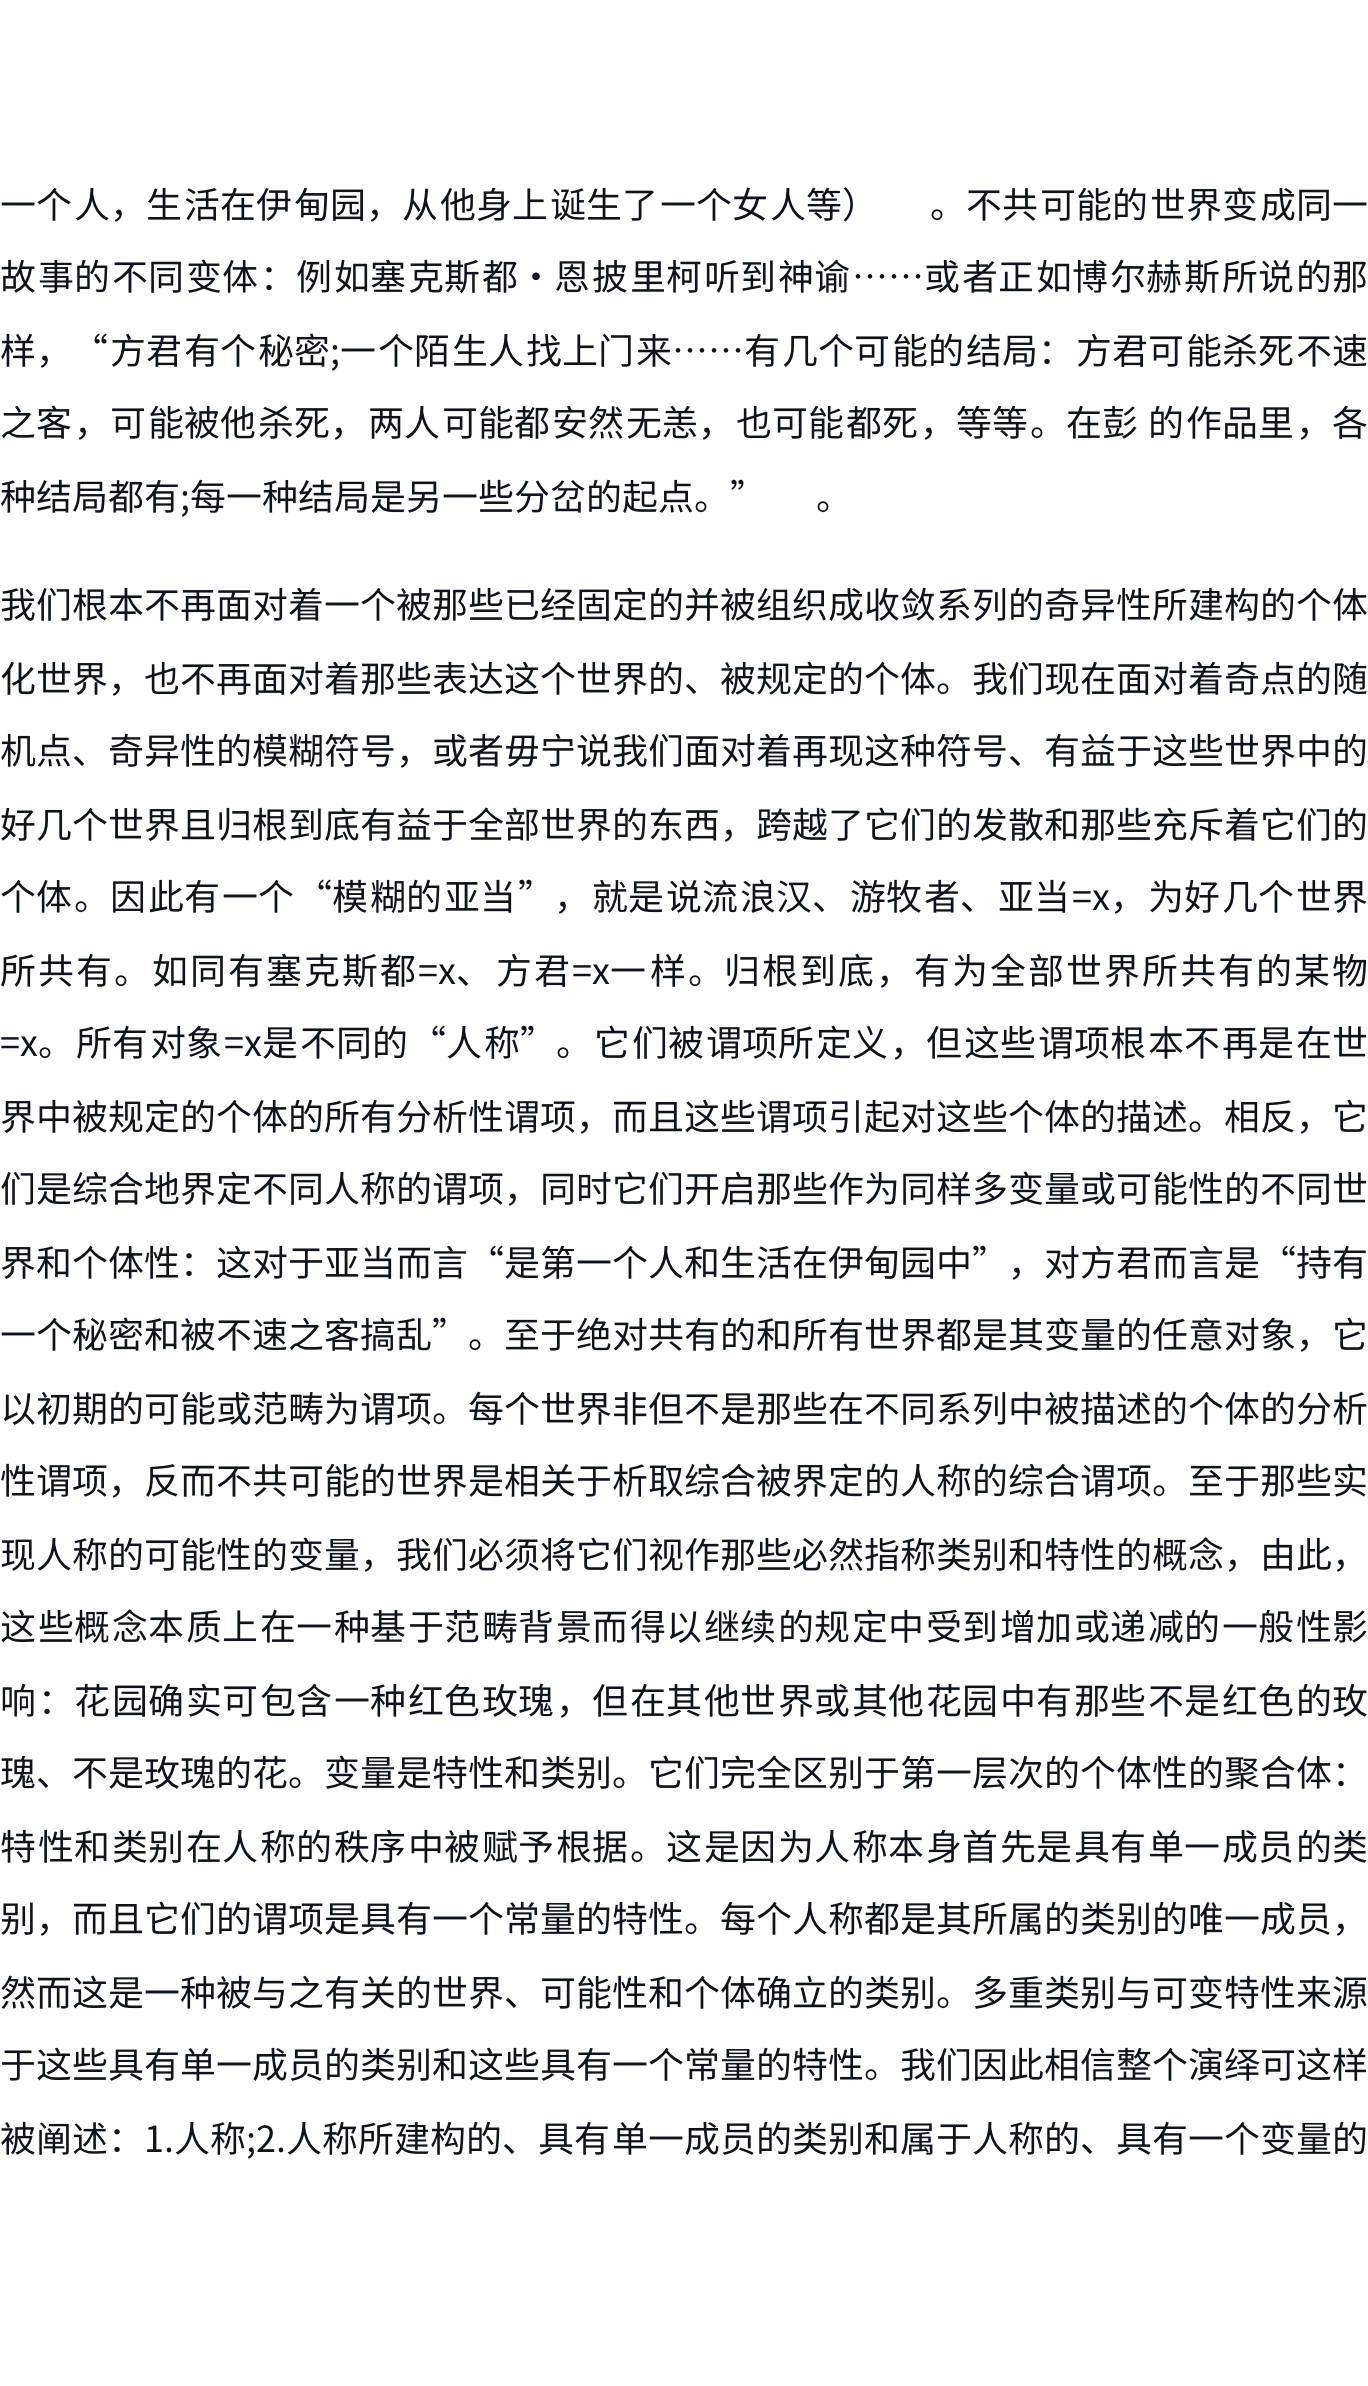 一个人，生活在伊甸园，从他身上诞生了一个女人等） 。不共可能的世界变成同一
故事的不同变体：例如塞克斯都·恩披里柯听到神谕……或者正如博尔赫斯所说的那
样，“方君有个秘密;一个陌生人找上门来……有几个可能的结局：方君可能杀死不速
之客，可能被他杀死，两人可能都安然无恙，也可能都死，等等。在彭 的作品里，各
种结局都有;每一种结局是另一些分岔的起点。” 。
我们根本不再面对着一个被那些已经固定的并被组织成收敛系列的奇异性所建构的个体
化世界，也不再面对着那些表达这个世界的、被规定的个体。我们现在面对着奇点的随
机点、奇异性的模糊符号，或者毋宁说我们面对着再现这种符号、有益于这些世界中的
好几个世界且归根到底有益于全部世界的东西，跨越了它们的发散和那些充斥着它们的
个体。因此有一个“模糊的亚当”，就是说流浪汉、游牧者、亚当=x，为好几个世界
所共有。如同有塞克斯都=x、方君=x一样。归根到底，有为全部世界所共有的某物
=x。所有对象=x是不同的“人称”。它们被谓项所定义，但这些谓项根本不再是在世
界中被规定的个体的所有分析性谓项，而且这些谓项引起对这些个体的描述。相反，它
们是综合地界定不同人称的谓项，同时它们开启那些作为同样多变量或可能性的不同世
界和个体性：这对于亚当而言“是第一个人和生活在伊甸园中”，对方君而言是“持有
一个秘密和被不速之客搞乱”。至于绝对共有的和所有世界都是其变量的任意对象，它
以初期的可能或范畴为谓项。每个世界非但不是那些在不同系列中被描述的个体的分析
性谓项，反而不共可能的世界是相关于析取综合被界定的人称的综合谓项。至于那些实
现人称的可能性的变量，我们必须将它们视作那些必然指称类别和特性的概念，由此，
这些概念本质上在一种基于范畴背景而得以继续的规定中受到增加或递减的一般性影
响：花园确实可包含一种红色玫瑰，但在其他世界或其他花园中有那些不是红色的玫
瑰、不是玫瑰的花。变量是特性和类别。它们完全区别于第一层次的个体性的聚合体：
特性和类别在人称的秩序中被赋予根据。这是因为人称本身首先是具有单一成员的类
别，而且它们的谓项是具有一个常量的特性。每个人称都是其所属的类别的唯一成员，
然而这是一种被与之有关的世界、可能性和个体确立的类别。多重类别与可变特性来源
于这些具有单一成员的类别和这些具有一个常量的特性。我们因此相信整个演绎可这样
被阐述：1.人称;2.人称所建构的、具有单一成员的类别和属于人称的、具有一个变量的